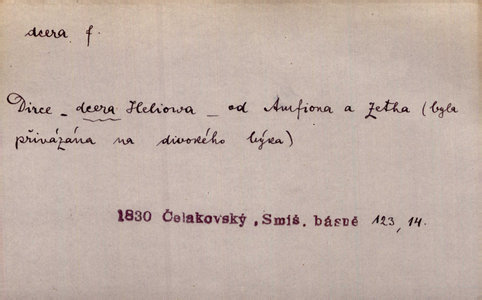 dcera f.
Dirce – dcera Heliowa – od Amfiona a Zetha (byla
přivázána na divokého býka)
1830 Čelakovský, Smíš. básně 123, 14.